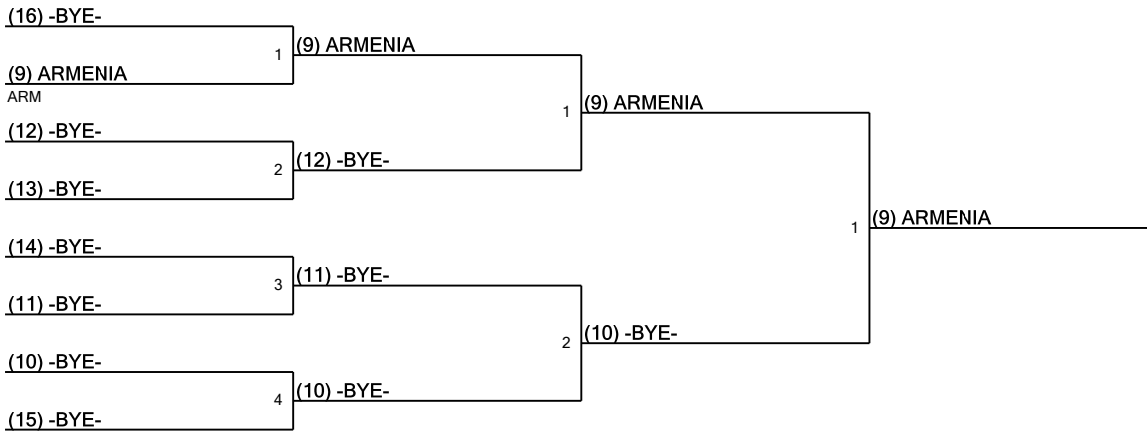 (16) -BYE-
1
(9) ARMENIA
(9) ARMENIA
ARM
1
(9) ARMENIA
(12) -BYE-
2
(12) -BYE-
(13) -BYE-
1
(9) ARMENIA
(14) -BYE-
3
(11) -BYE-
(11) -BYE-
2
(10) -BYE-
(10) -BYE-
4
(10) -BYE-
(15) -BYE-